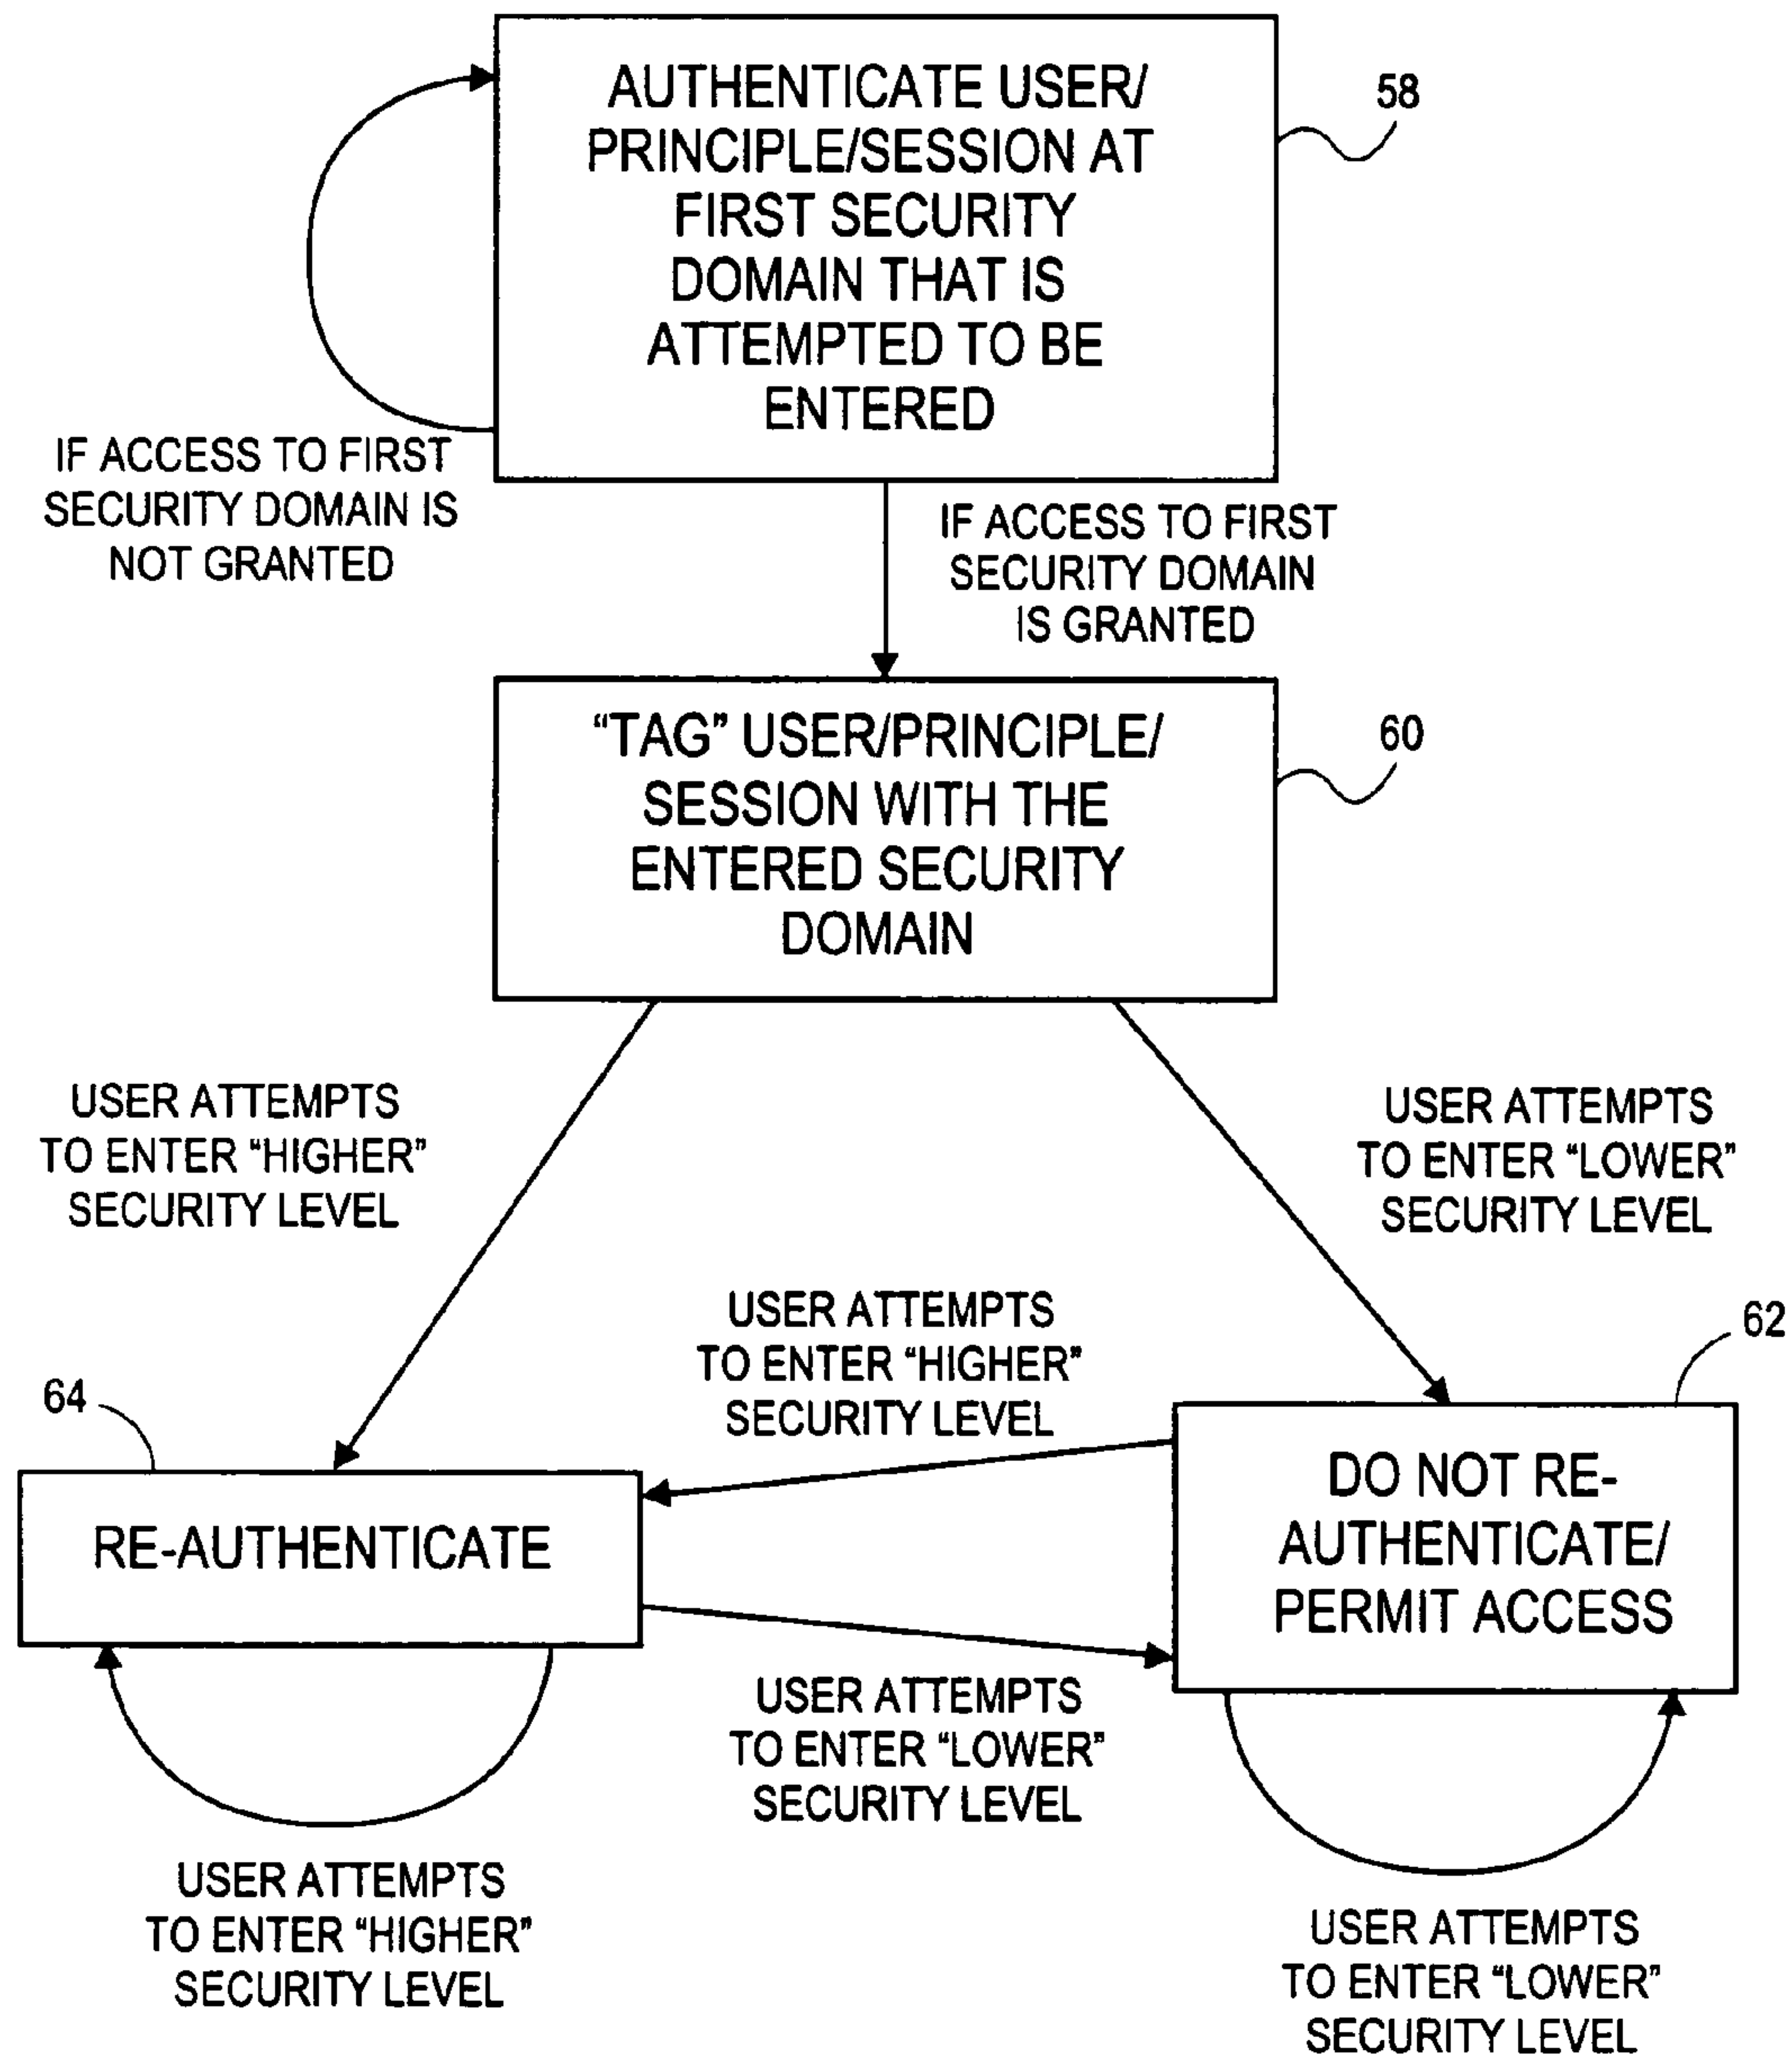 AUTHENTICATE USER/
PRINCIPLE/SESSION AT
FIRST SECURITY
DOMAIN THAT IS
ATTEMPTED TO BE
ENTERED
58
IF ACCESS TO FIRST
SECURITY DOMAIN IS
NOT GRANTED
IF ACCESS TO FIRST
SECURITY DOMAIN
IS GRANTED
“TAG” USER/PRINCIPLE/
SESSION WITH THE
ENTERED SECURITY
DOMAIN
60
USER ATTEMPTS
TO ENTER “HIGHER”
SECURITY LEVEL
USER ATTEMPTS
TO ENTER “LOWER”
SECURITY LEVEL
USER ATTEMPTS
TO ENTER “HIGHER”
SECURITY LEVEL
62
64
RE-AUTHENTICATE
DO NOT RE-
AUTHENTICATE/
PERMIT ACCESS
USER ATTEMPTS
TO ENTER “LOWER”
SECURITY LEVEL
USER ATTEMPTS
TO ENTER “HIGHER”
SECURITY LEVEL
USER ATTEMPTS
TO ENTER “LOWER”
SECURITY LEVEL